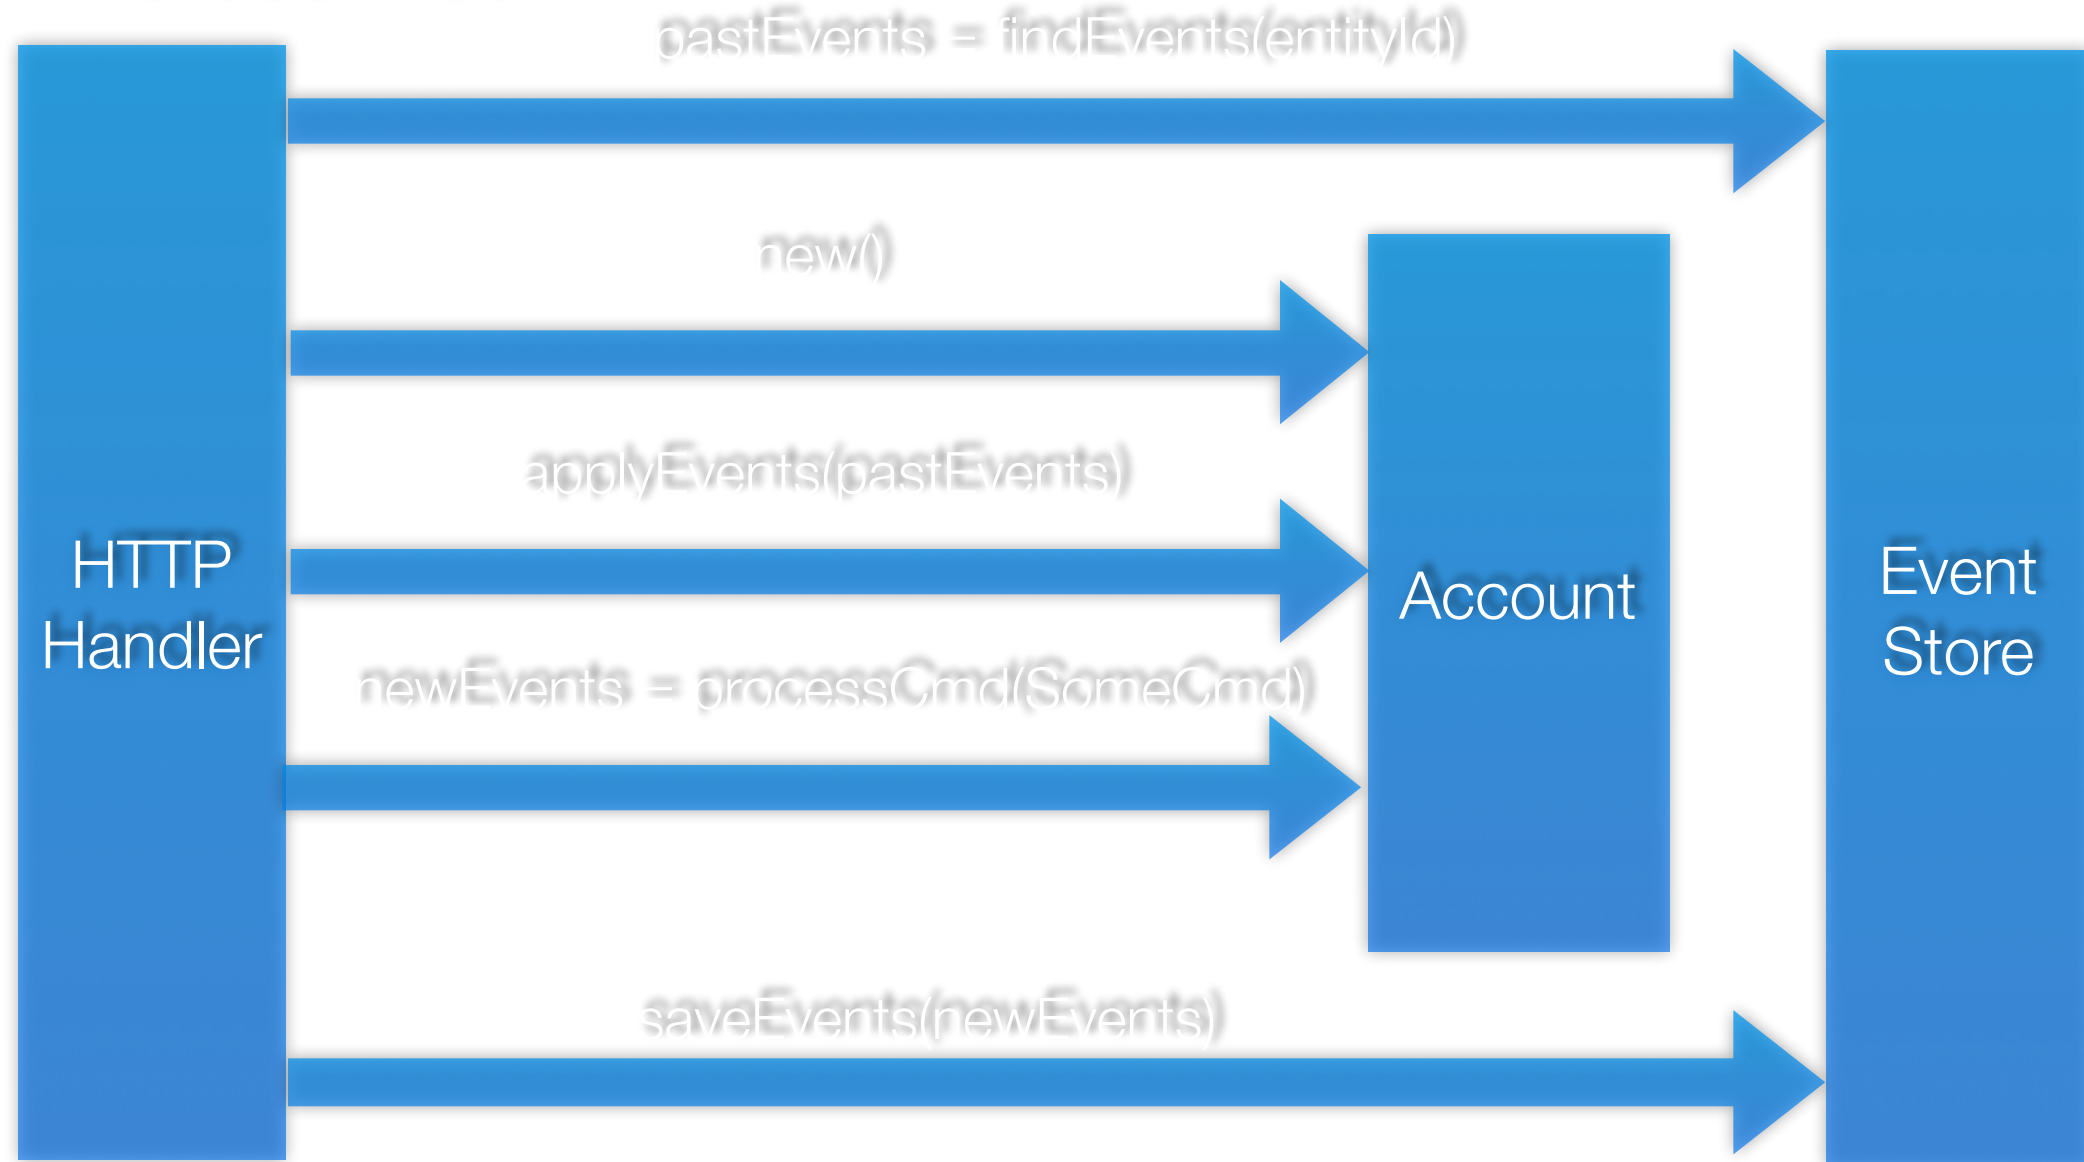 pastEvents = findEvents(entityId)
new()
applyEvents(pastEvents)
HTTP
Handler
Account
Event
Store
newEvents = processCmd(SomeCmd)
saveEvents(newEvents)